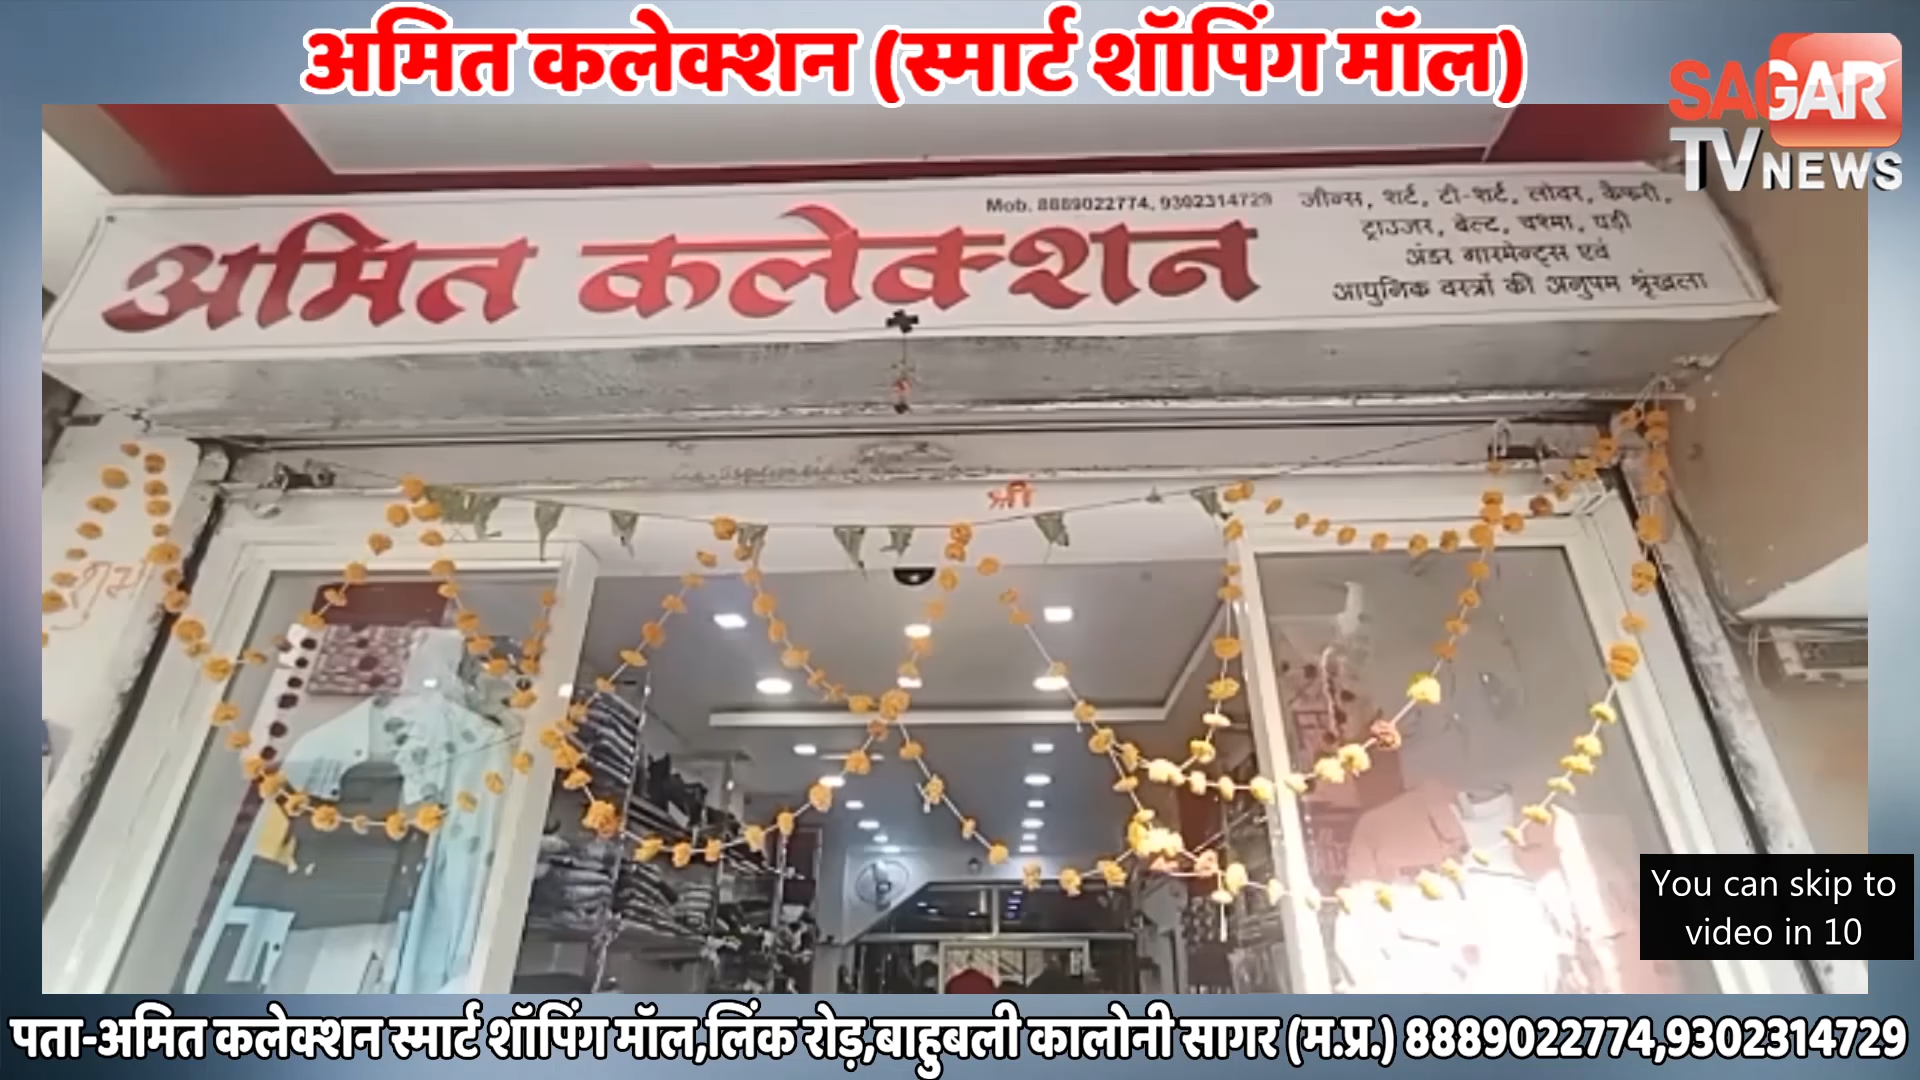 अमित कलेक्शन (स्मार्ट शॉपिंग मॉल)
SAGAR
TV NEWS
Mob. 8889022774, 9302314729
जीन्स, शर्ट, टी-शर्ट, लोवर, कैफरी,
ट्राउजर, बेल्ट, चश्मा, घड़ी
अंडर गारमेन्ट्स एवं
आधुनिक वस्त्रों की अनुपम श्रृंखला
अमित कलेक्शन
श्री
You can skip to
video in 10
पता-अमित कलेक्शन स्मार्ट शॉपिंग मॉल,लिंक रोड़,बाहुबली कालोनी सागर (म.प्र.) 8889022774,9302314729